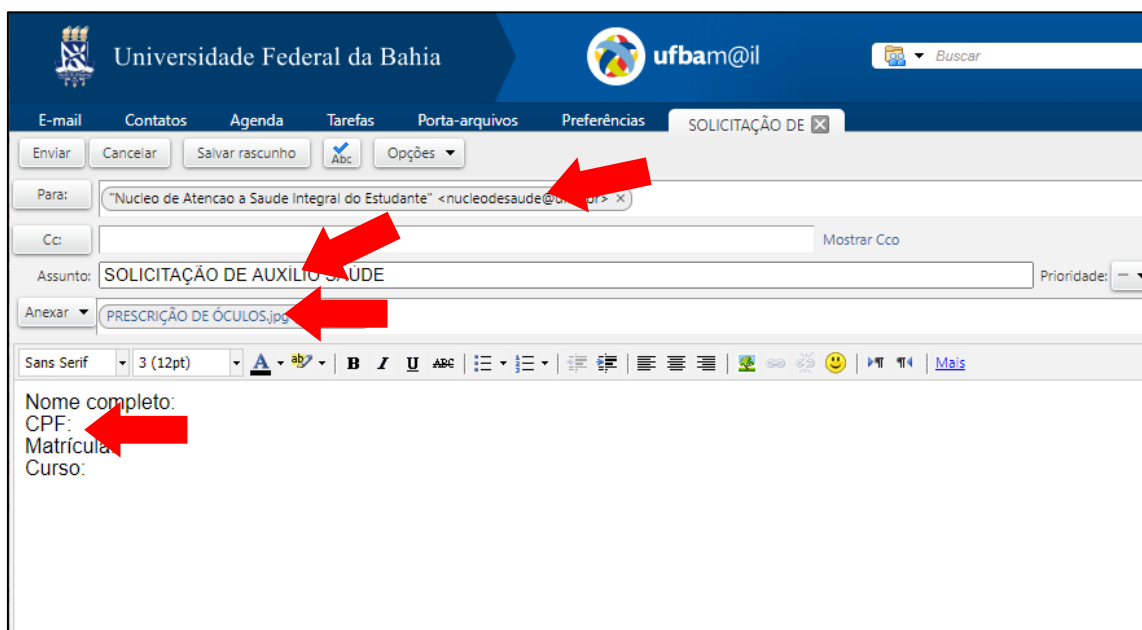 Universidade Federal da Bahia
ufbam@il
Buscar
E-mail Contatos Agenda Tarefas Porta-arquivos Preferências SOLICITAÇÃO DE
Enviar Cancelar Salvar rascunho Abc Opções
Para: "Nucleo de Atencao a Saude Integral do Estudante" <nucleodesaude@
Cc: Mostrar Cco
Assunto: SOLICITAÇÃO DE AUXÍLIO SAÚDE Prioridade:
Anexar PRESCRIÇÃO DE ÓCULOS.jpg
Sans Serif 3 (12pt) A ab B I U ABC Mais
Nome completo:
CPF:
Matrícula
Curso: